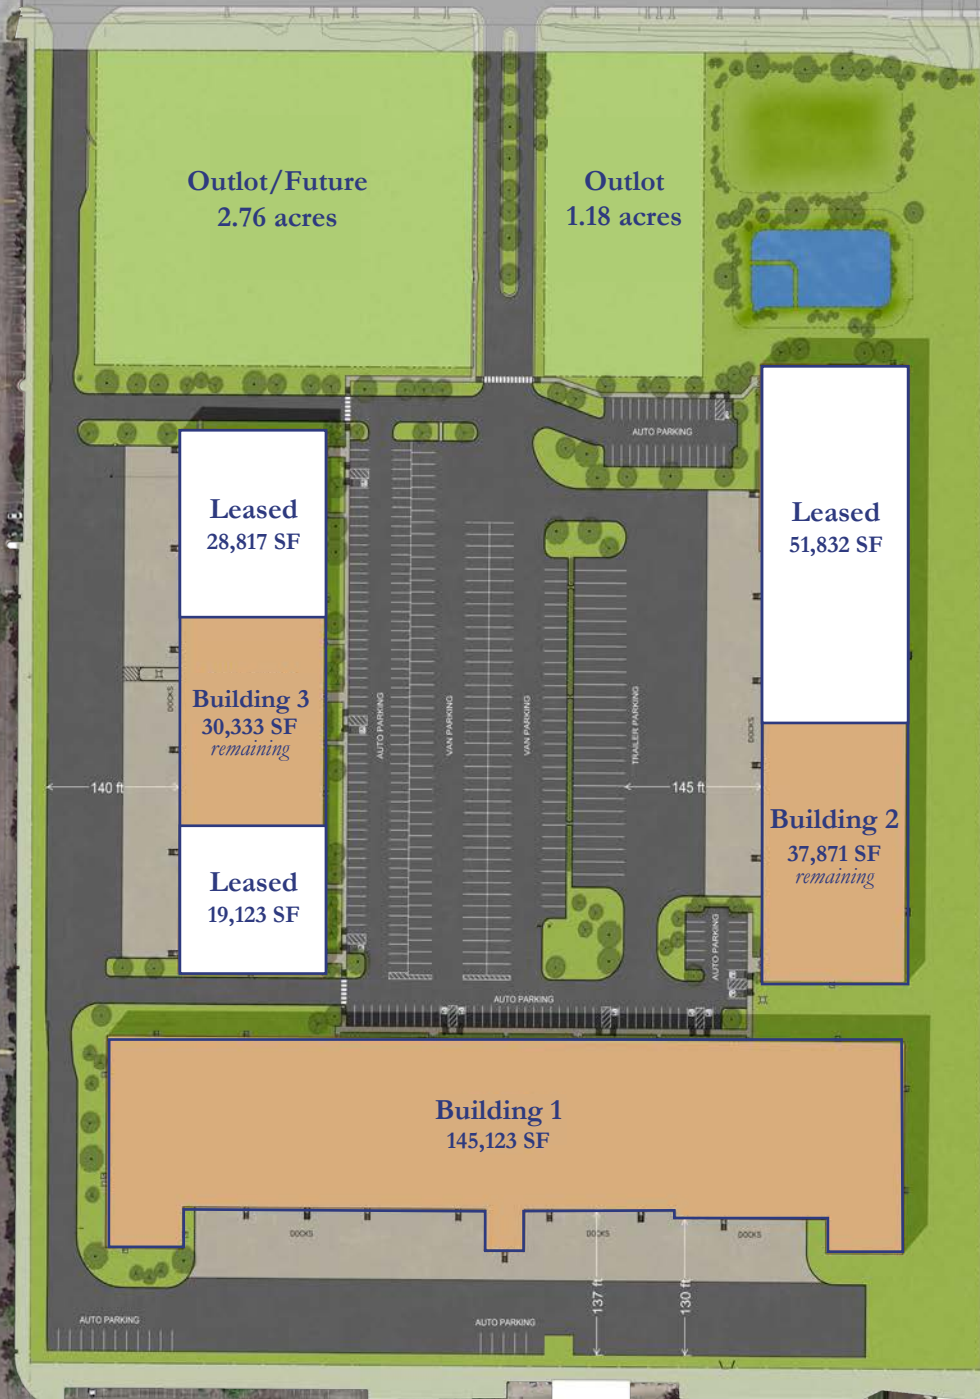 Outlot/Future
2.76 acres
Outlot
1.18 acres
AUTO PARKING
Leased
28,817 SF
Leased
51,832 SF
Building 3
30,333 SF
remaining
DOCKS
AUTO PARKING
VAN PARKING
VAN PARKING
TRAILER PARKING
DOCKS
140 ft
145 ft
Building 2
37,871 SF
remaining
Leased
19,123 SF
AUTO PARKING
AUTO PARKING
Building 1
145,123 SF
DOCKS
DOCKS
DOCKS
137 ft
130 ft
AUTO PARKING
AUTO PARKING